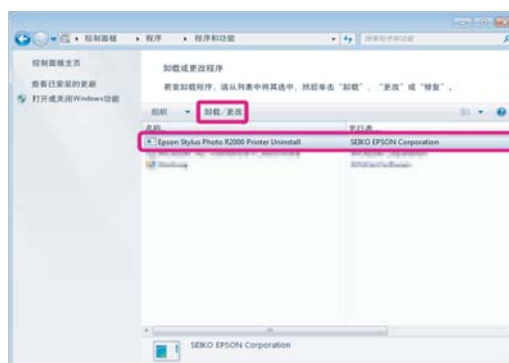 控制面板 ▸ 程序 ▸ 程序和功能
控制面板主页
查看已安装的更新
打开或关闭Windows功能
卸载或更改程序
若要卸载程序，请从列表中将其选中，然后单击“卸载”、“更改”或“修复”。
组织
卸载/更改
名称
发行者
Epson Stylus Photo R2000 Printer Uninstall
SEIKO EPSON Corporation
SEIKO EPSON Corporation